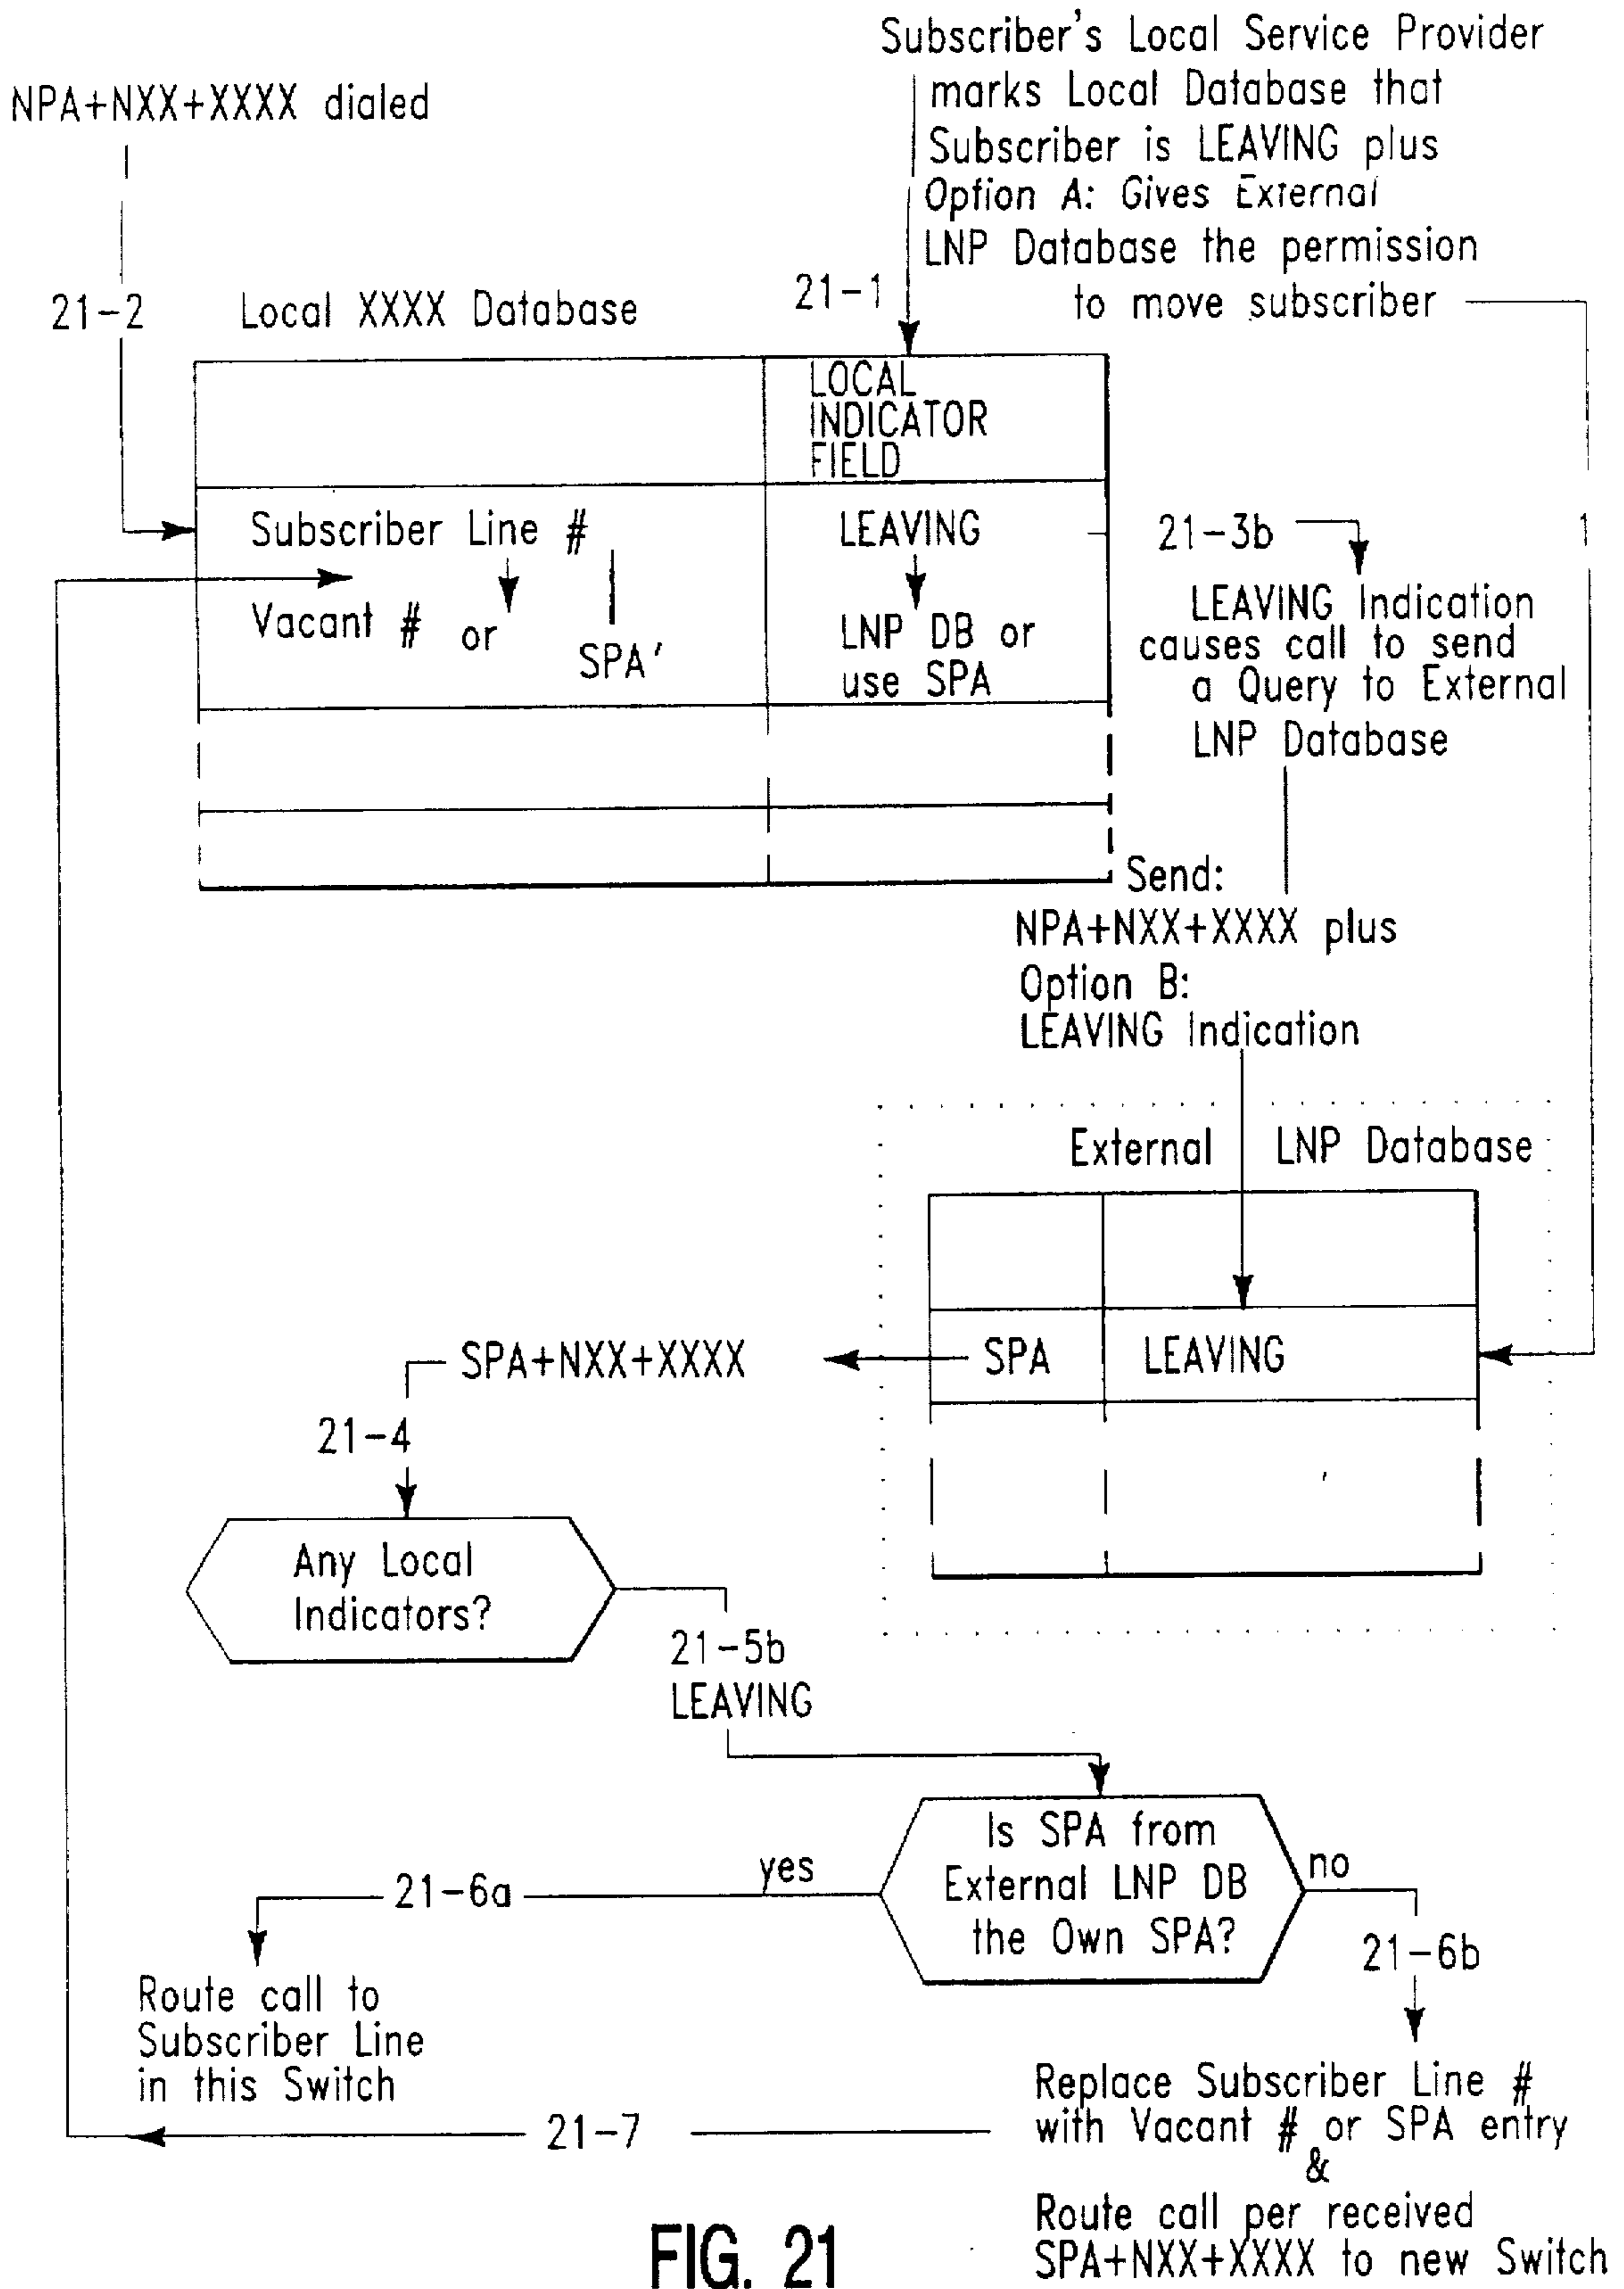 Subscriber's Local Service Provider
marks Local Database that
Subscriber is LEAVING plus
Option A: Gives External
LNP Database the permission
to move subscriber
NPA+NXX+XXXX dialed
21-2
Local XXXX Database
21-1
LOCAL
INDICATOR
FIELD
Subscriber Line #
LEAVING
Vacant # or
SPA'
LNP DB or
use SPA
21-3b
1
LEAVING Indication
causes call to send
a Query to External
LNP Database
Send:
NPA+NXX+XXXX plus
Option B:
LEAVING Indication
External LNP Database
SPA
LEAVING
SPA+NXX+XXXX
21-4
Any Local
Indicators?
21-5b
LEAVING
Is SPA from
External LNP DB
the Own SPA?
yes
no
21-6a
21-6b
Route call to
Subscriber Line
in this Switch
Replace Subscriber Line #
with Vacant # or SPA entry
&
Route call per received
SPA+NXX+XXXX to new Switch
21-7
FIG. 21